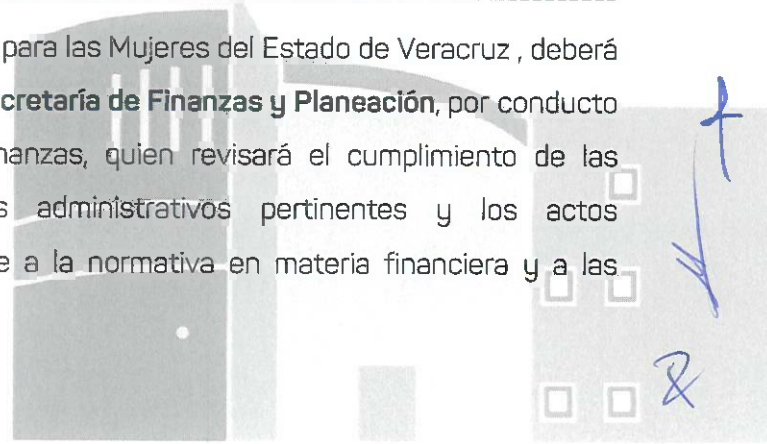 para las Mujeres del Estado de Veracruz , deberá
cretaría de Finanzas y Planeación, por conducto
nanzas, quien revisará el cumplimiento de las
s administrativos pertinentes y los actos
e a la normativa en materia financiera y a las